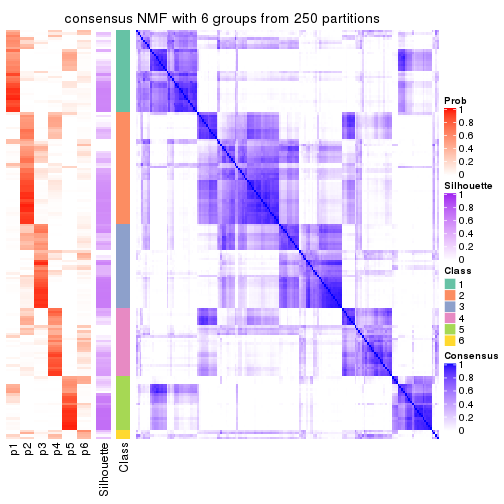 consensus NMF with 6 groups from 250 partitions
Prob
1
0.8
0.6
0.4
0.2
0
Silhouette
1
0.8
0.6
0.4
0.2
0
Class
1
2
3
4
5
6
Consensus
1
0.8
0.6
0.4
0.2
0
p1
p2
p3
p4
p5
p6
Silhouette
Class